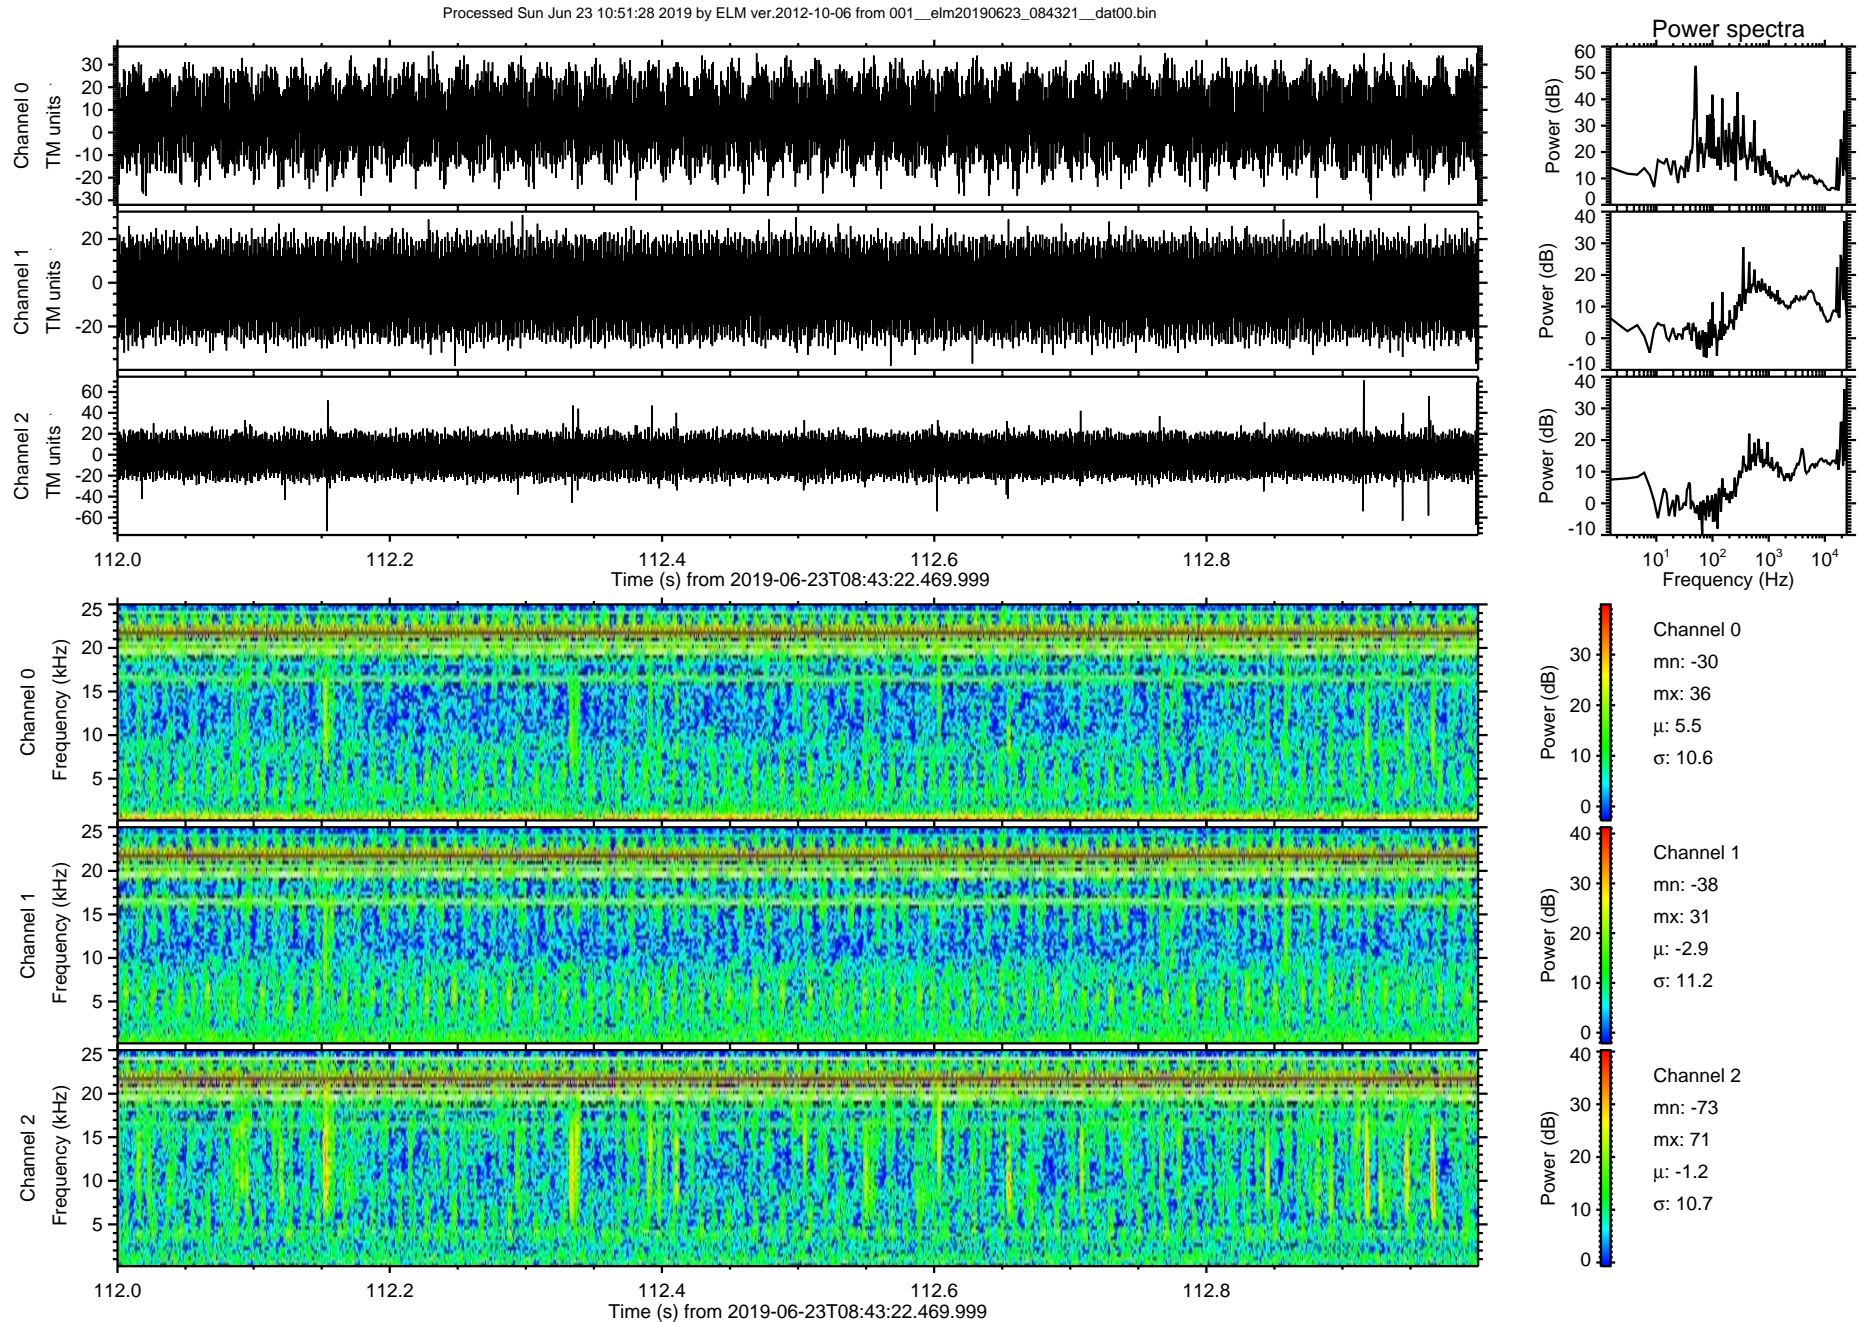 Processed Sun Jun 23 10:51:28 2019 by ELM ver.2012-10-06 from 001__elm20190623_084321__dat00.bin
Power spectra
Channel 0
TM units
30
20
10
0
-10
-20
-30
Power (dB)
60
50
40
30
20
10
0
Channel 1
TM units
20
0
-20
Power (dB)
40
30
20
10
0
-10
Channel 2
TM units
60
40
20
0
-20
-40
-60
Power (dB)
40
30
20
10
0
-10
112.0 112.2 112.4 112.6 112.8
Time (s) from 2019-06-23T08:43:22.469.999
10^1 10^2 10^3 10^4
Frequency (Hz)
Channel 0
Frequency (kHz)
25
20
15
10
5
Power (dB)
30
20
10
0
Channel 0
mn: -30
mx: 36
μ: 5.5
σ: 10.6
Channel 1
Frequency (kHz)
25
20
15
10
5
Power (dB)
40
30
20
10
0
Channel 1
mn: -38
mx: 31
μ: -2.9
σ: 11.2
Channel 2
Frequency (kHz)
25
20
15
10
5
Power (dB)
40
30
20
10
0
Channel 2
mn: -73
mx: 71
μ: -1.2
σ: 10.7
112.0 112.2 112.4 112.6 112.8
Time (s) from 2019-06-23T08:43:22.469.999